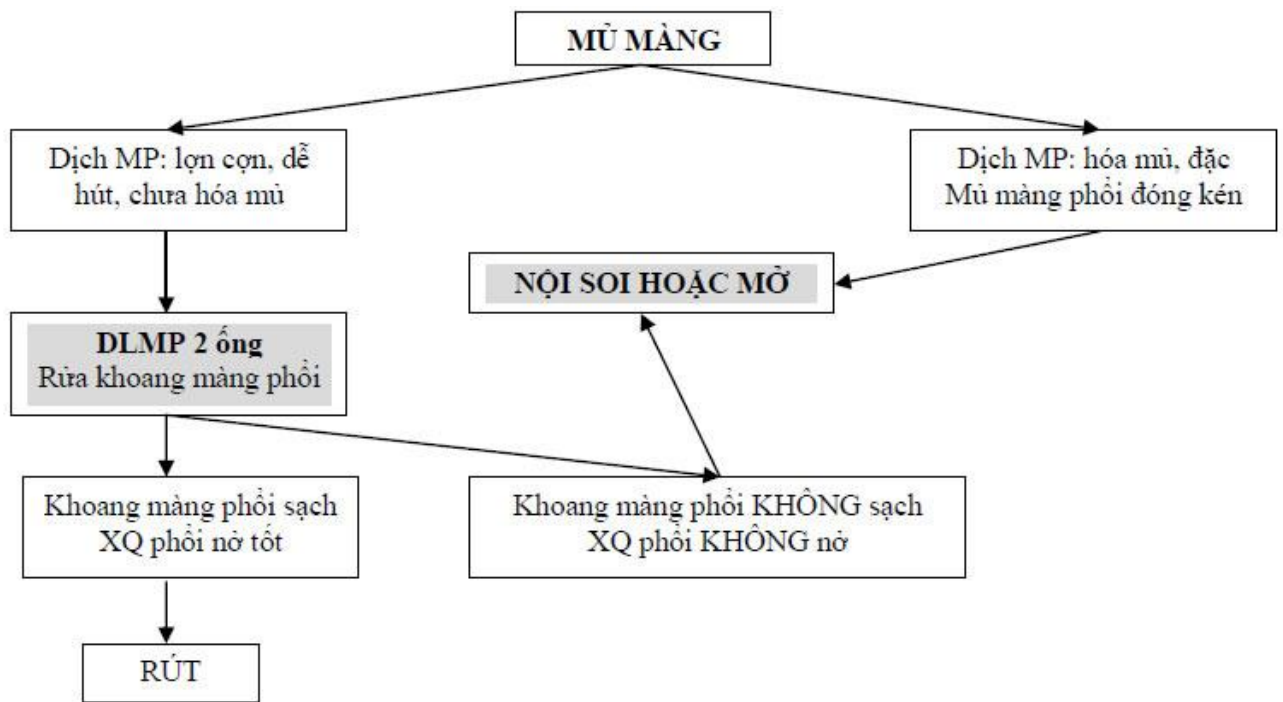 MỦ MÀNG
Dịch MP: lợn cợn, dễ
hút, chưa hóa mủ
Dịch MP: hóa mủ, đặc
Mủ màng phổi đóng kén
NỘI SOI HOẶC MỞ
DLMP 2 ống
Rửa khoang màng phổi
Khoang màng phổi sạch
XQ phổi nở tốt
Khoang màng phổi KHÔNG sạch
XQ phổi KHÔNG nở
RÚT